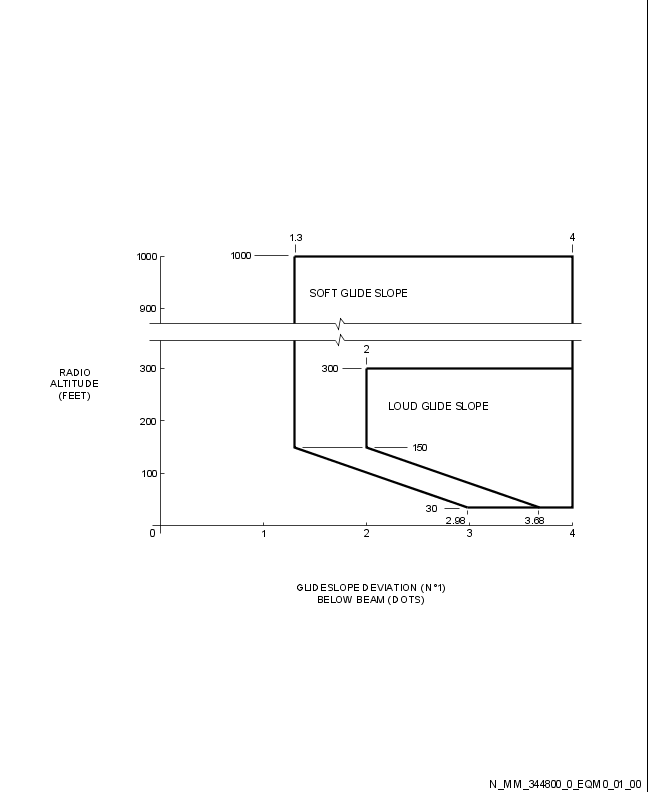 1.3 4
1000 1000
SOFT GLIDE SLOPE
900
2
300 300
RADIO
ALTITUDE
(FEET)
LOUD GLIDE SLOPE
200
150
100
30
2.98 3.68
0 1 2 3 4
GLIDESLOPE DEVIATION (N°1)
BELOW BEAM (DOTS)
N_MM_344800_0_EQM0_01_00